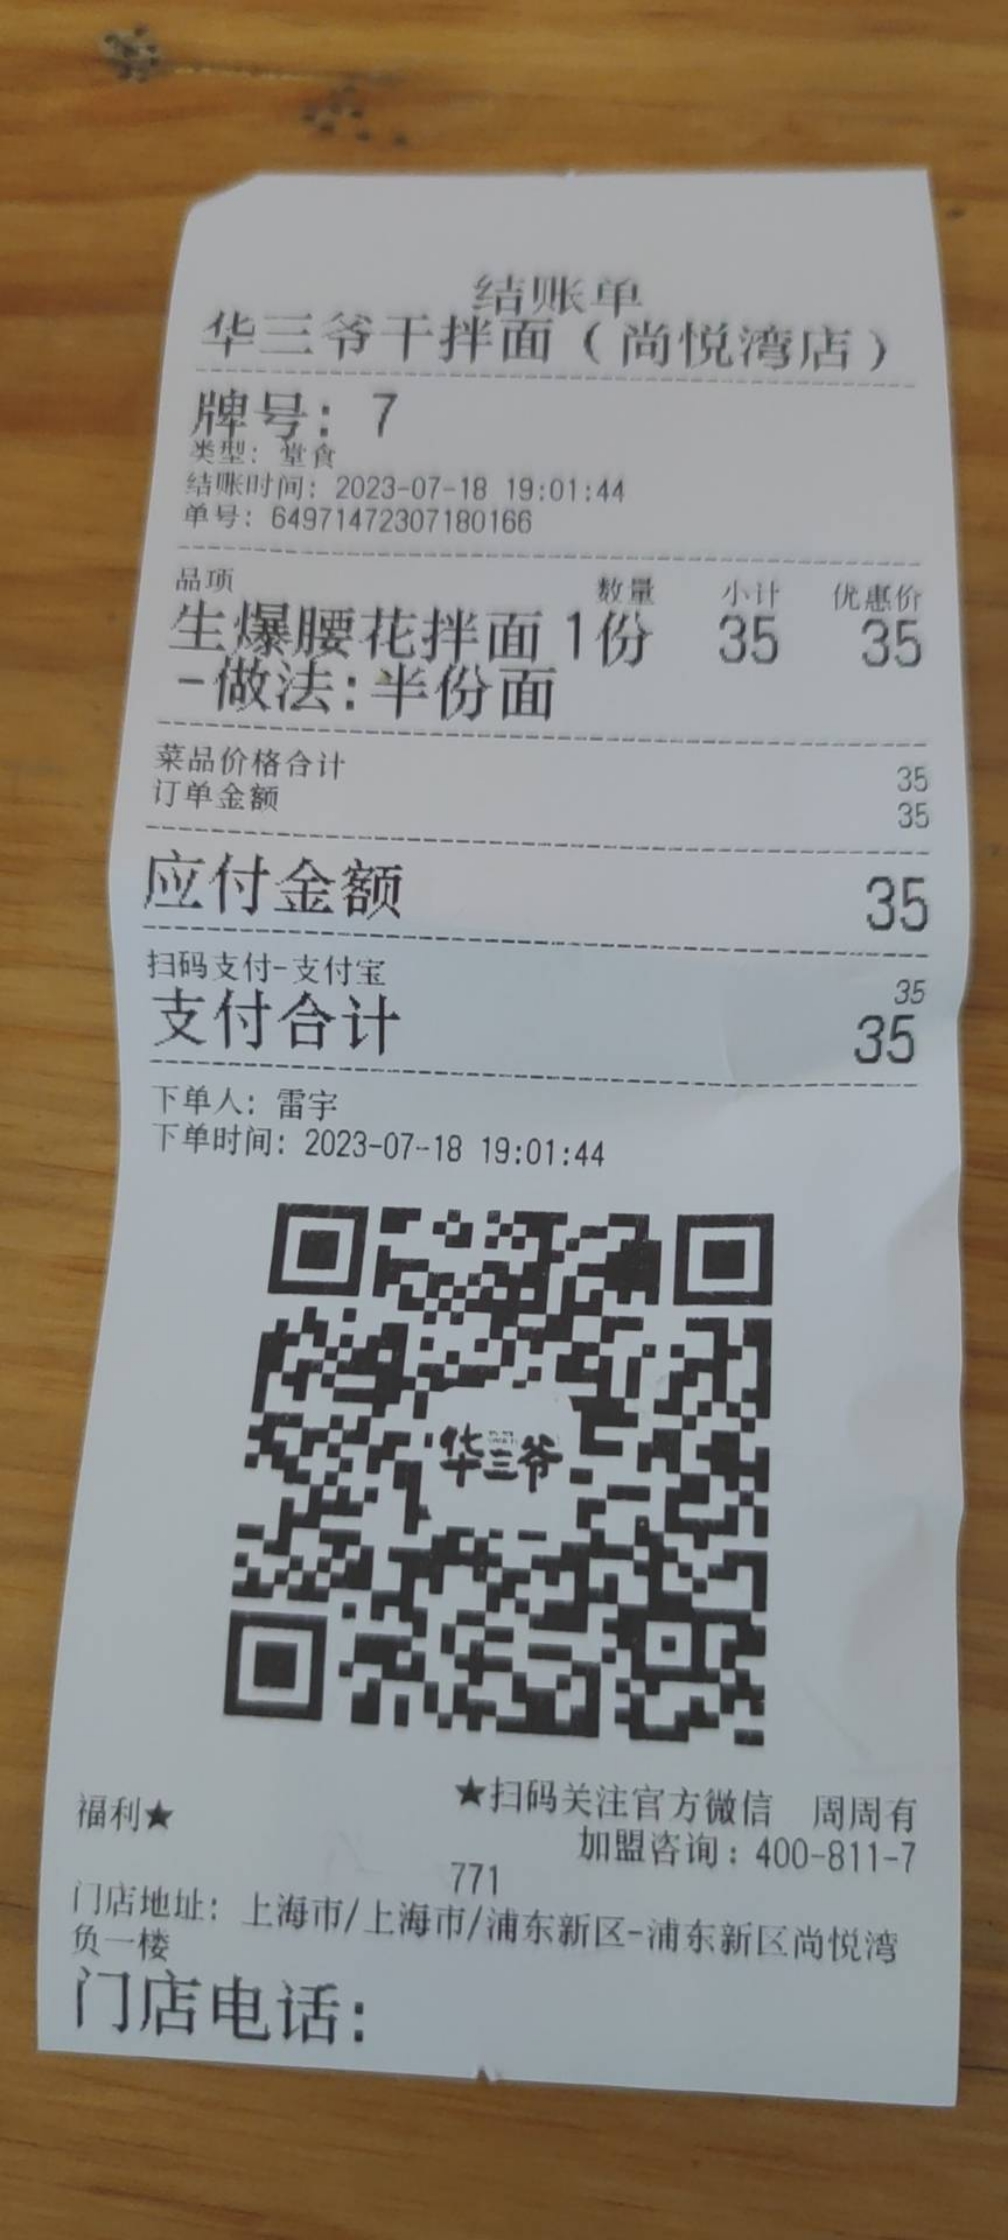 结账单
华三爷干拌面（尚悦湾店）
牌号: 7
类型: 堂食
结账时间: 2023-07-18 19:01:44
单号: 64971472307180166
品项 数量 小计 优惠价
生爆腰花拌面 1份 35 35
-做法: 半份面
菜品价格合计 35
订单金额 35
应付金额 35
扫码支付-支付宝 35
支付合计 35
下单人: 雷宇
下单时间: 2023-07-18 19:01:44
华三爷
★扫码关注官方微信 周周有
福利★
加盟咨询: 400-811-7
771
门店地址: 上海市/上海市/浦东新区-浦东新区尚悦湾
负一楼
门店电话: